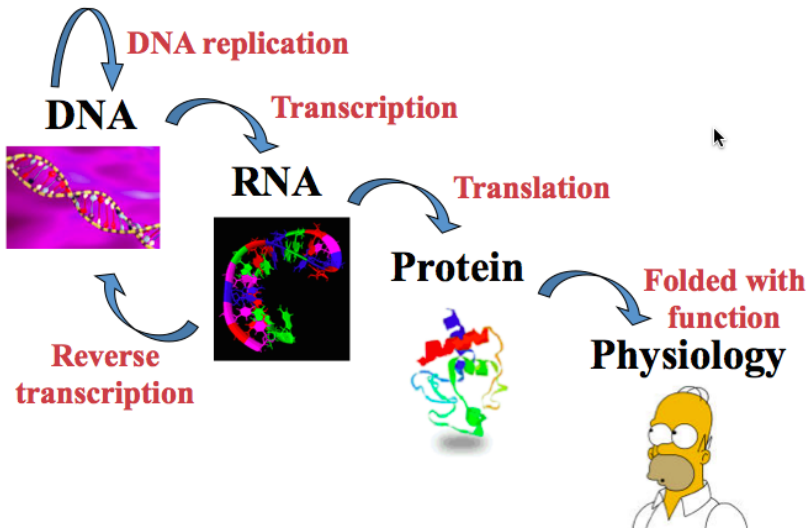 DNA replication
DNA
Transcription
RNA
Translation
Protein
Folded with
function
Physiology
Reverse
transcription